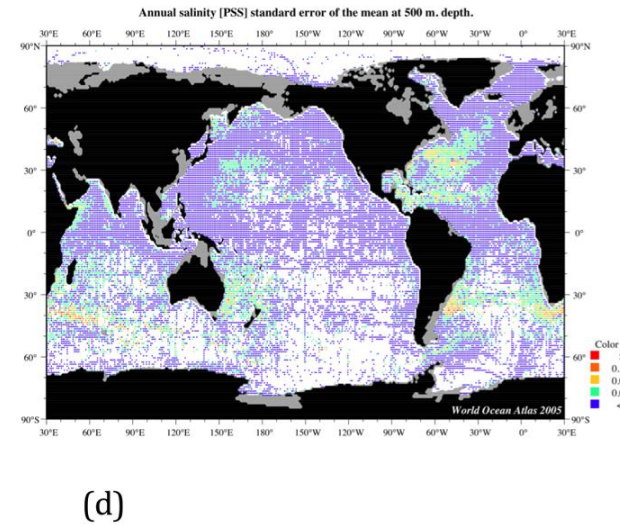 Annual salinity [PSS] standard error of the mean at 500 m. depth.
30°E 60°E 90°E 120°E 150°E 180° 150°W 120°W 90°W 60°W 30°W 0° 30°E
90°N 90°N
60° 60°
30° 30°
0° 0°
30° 30°
Color
60° 60°
World Ocean Atlas 2005
90°S 90°S
30°E 60°E 90°E 120°E 150°E 180° 150°W 120°W 90°W 60°W 30°W 0° 30°E
(d)